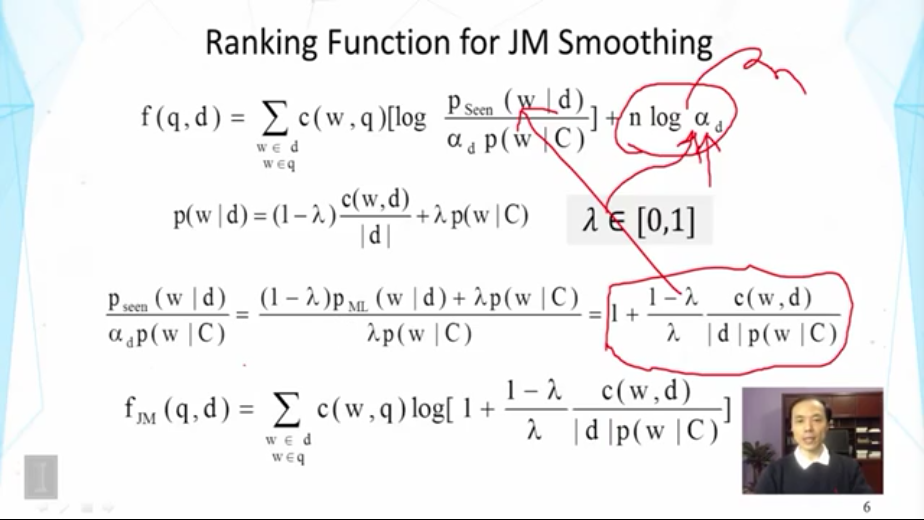 Ranking Function for JM Smoothing
f(q,d) = ∑_{w∈d, w∈q} c(w,q)[log p_Seen(w|d) / α_d p(w|C)] + n log α_d
p(w|d) = (1−λ) c(w,d)/|d| + λ p(w|C)
λ ∈ [0,1]
p_seen(w|d) / α_d p(w|C) = (1−λ)p_ML(w|d) + λp(w|C) / λp(w|C) = 1 + (1−λ)/λ c(w,d) / |d|p(w|C)
f_JM(q,d) = ∑_{w∈d, w∈q} c(w,q) log[1 + (1−λ)/λ c(w,d) / |d|p(w|C)]
6